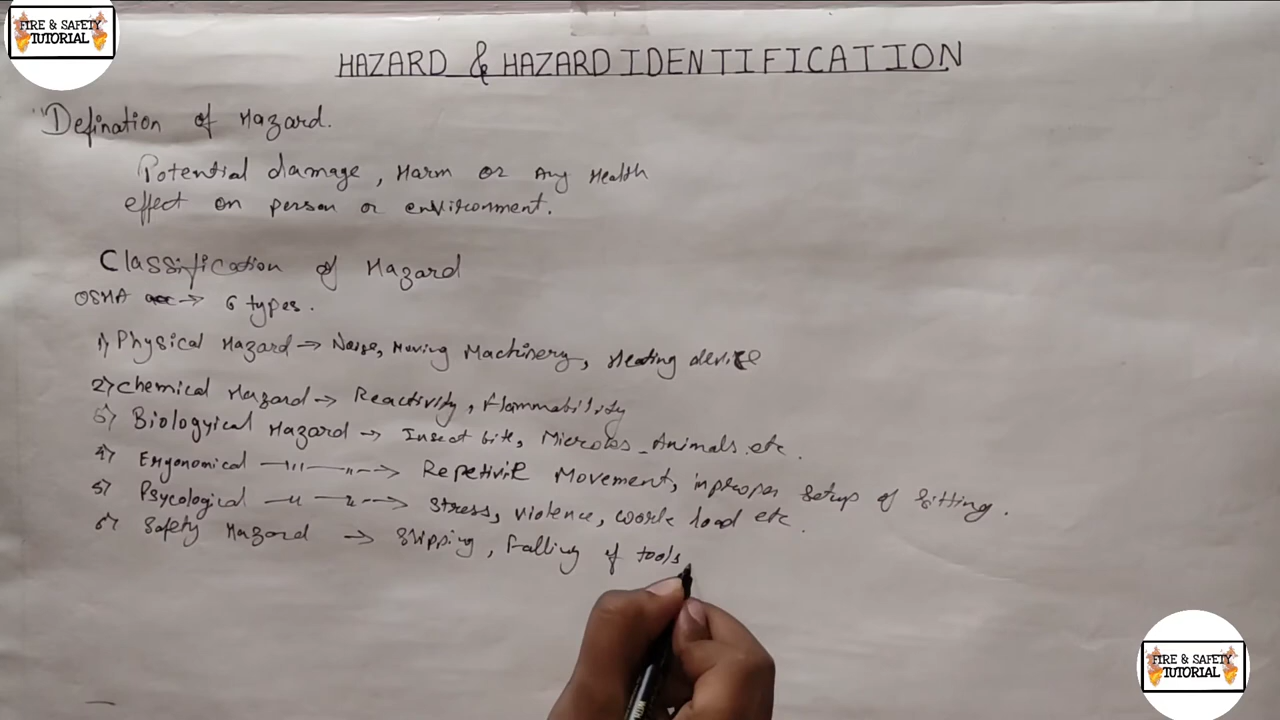 FIRE & SAFETY
TUTORIAL
HAZARD & HAZARD IDENTIFICATION
"Defination of Hazard.
Potential damage, Harm or Any Health
effect on person or environment.
Classification of Hazard
OSHA → 6 types.
1) Physical Hazard → Noise, Moving Machinery, Heating device
2) Chemical Hazard → Reactivity, Flammability
3) Biologyical Hazard → Insect bite, Microbes, Animals etc.
4) Ergonomical —"— —"—> Repetivie Movement, inproper setup of sitting.
5) Psycological —"— —"—> Stress, violence, work load etc.
6) Safety Hazard → Slipping, Falling of tools
FIRE & SAFETY
TUTORIAL